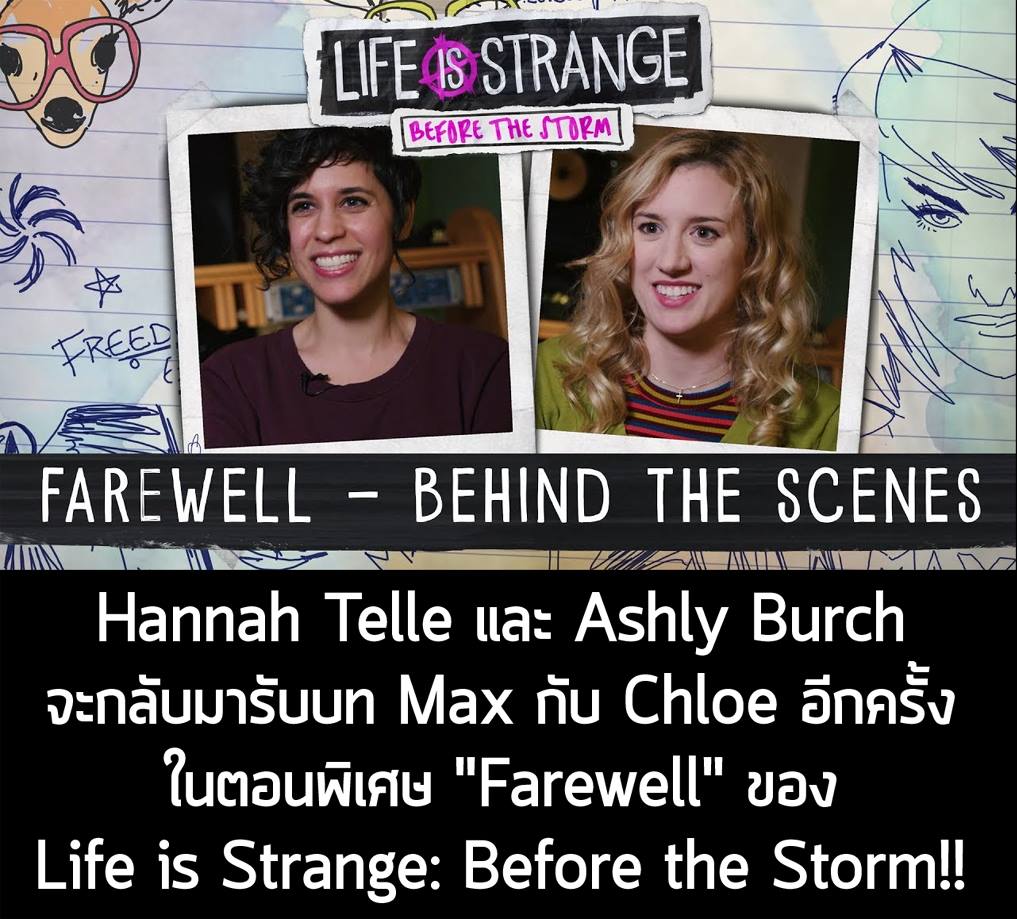 LIFE IS STRANGE
BEFORE THE STORM
FREED
FAREWELL - BEHIND THE SCENES
Hannah Telle และ Ashly Burch
จะกลับมารับบท Max กับ Chloe อีกครั้ง
ในตอนพิเศษ "Farewell" ของ
Life is Strange: Before the Storm!!